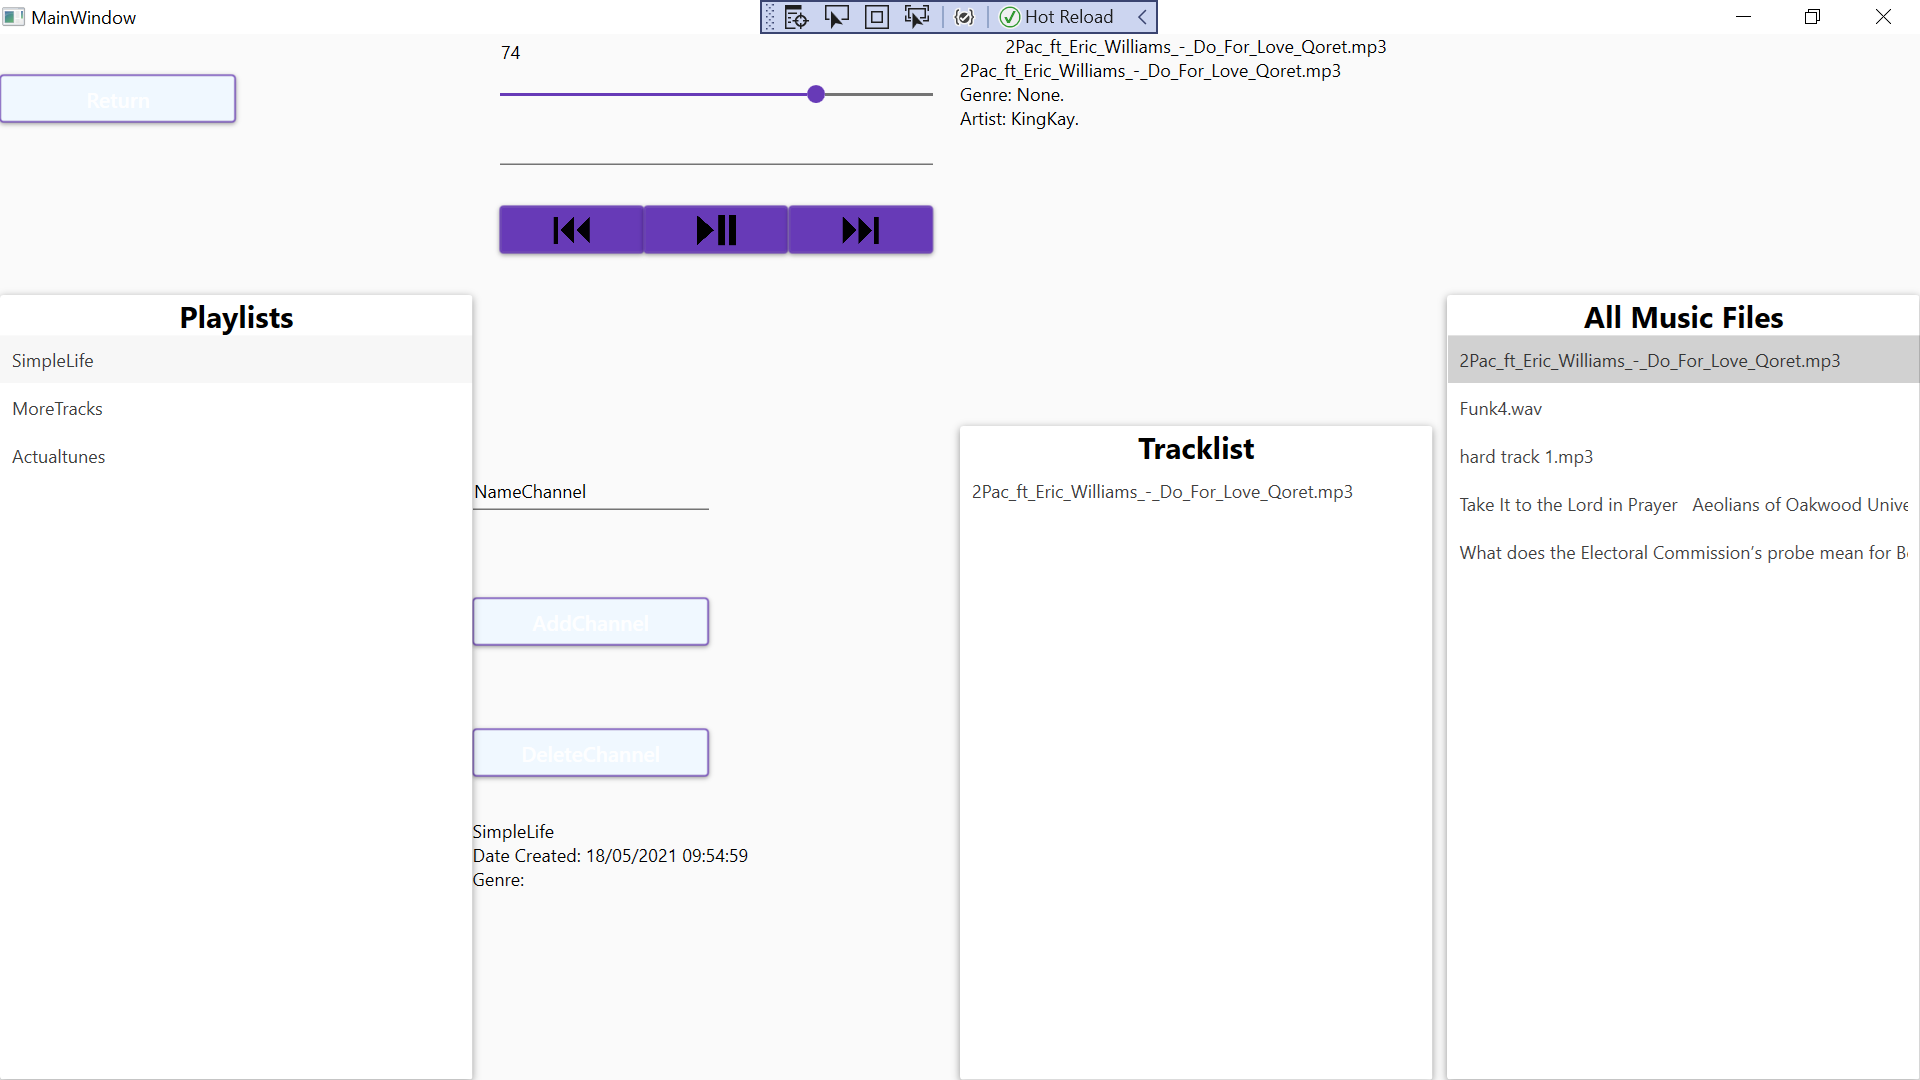 MainWindow
Hot Reload
74
2Pac_ft_Eric_Williams_-_Do_For_Love_Qoret.mp3
2Pac_ft_Eric_Williams_-_Do_For_Love_Qoret.mp3
Genre: None.
Artist: KingKay.
Return
Playlists
SimpleLife
MoreTracks
Actualtunes
NameChannel
AddChannel
DeleteChannel
SimpleLife
Date Created: 18/05/2021 09:54:59
Genre:
Tracklist
2Pac_ft_Eric_Williams_-_Do_For_Love_Qoret.mp3
All Music Files
2Pac_ft_Eric_Williams_-_Do_For_Love_Qoret.mp3
Funk4.wav
hard track 1.mp3
Take It to the Lord in Prayer   Aeolians of Oakwood Unive
What does the Electoral Commission’s probe mean for B